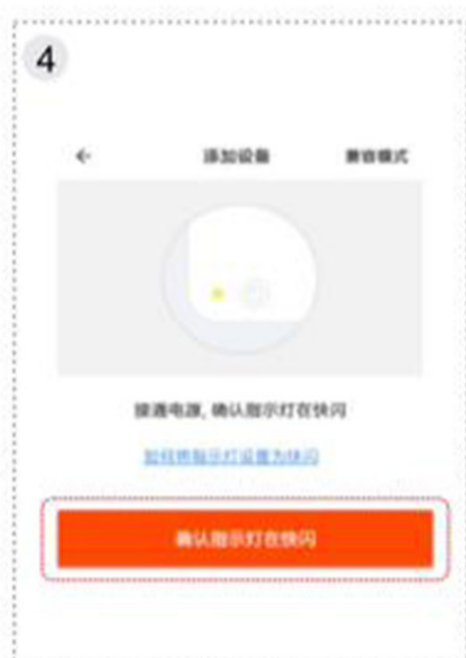 4
添加设备 兼容模式
接通电源, 确认指示灯在快闪
如何将指示灯设置为快闪
确认指示灯在快闪